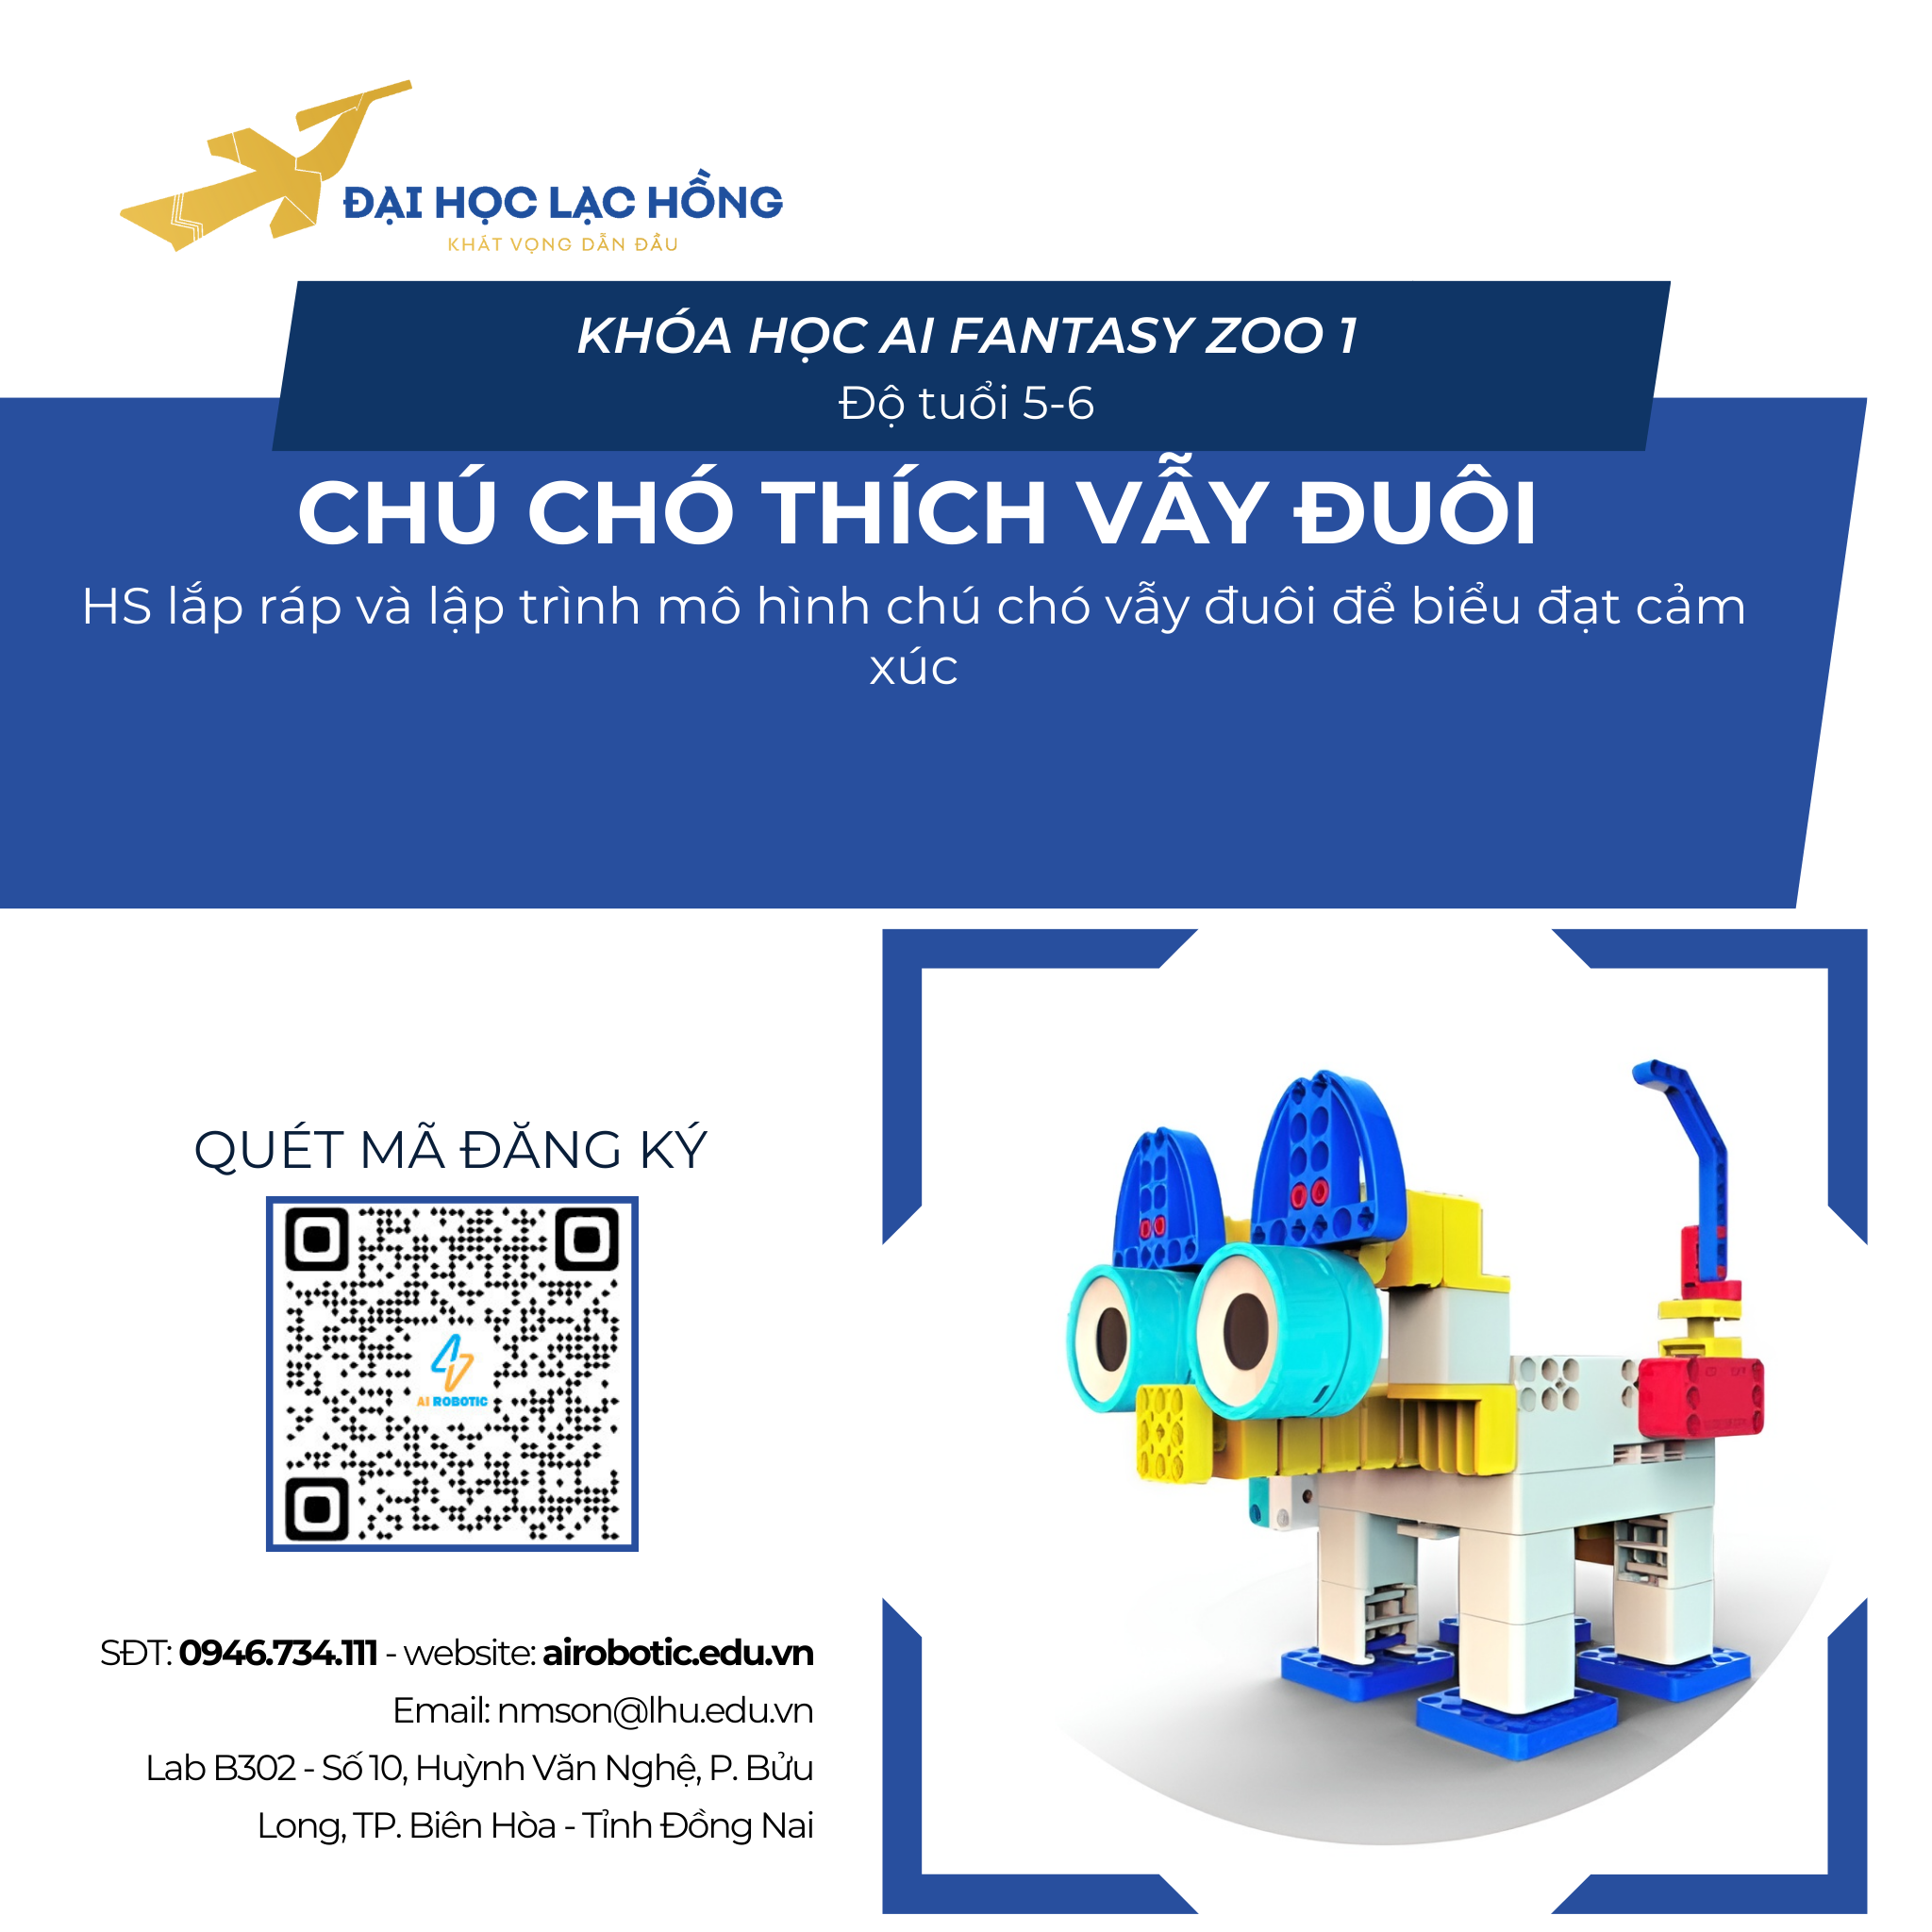 ĐẠI HỌC LẠC HỒNG
KHÁT VỌNG DẪN ĐẦU
KHÓA HỌC AI FANTASY ZOO 1
Độ tuổi 5-6
CHÚ CHÓ THÍCH VẪY ĐUÔI
HS lắp ráp và lập trình mô hình chú chó vẫy đuôi để biểu đạt cảm
xúc
QUÉT MÃ ĐĂNG KÝ
AI ROBOTIC
SĐT: 0946.734.111 - website: airobotic.edu.vn
Email: nmson@lhu.edu.vn
Lab B302 - Số 10, Huỳnh Văn Nghệ, P. Bửu
Long, TP. Biên Hòa - Tỉnh Đồng Nai